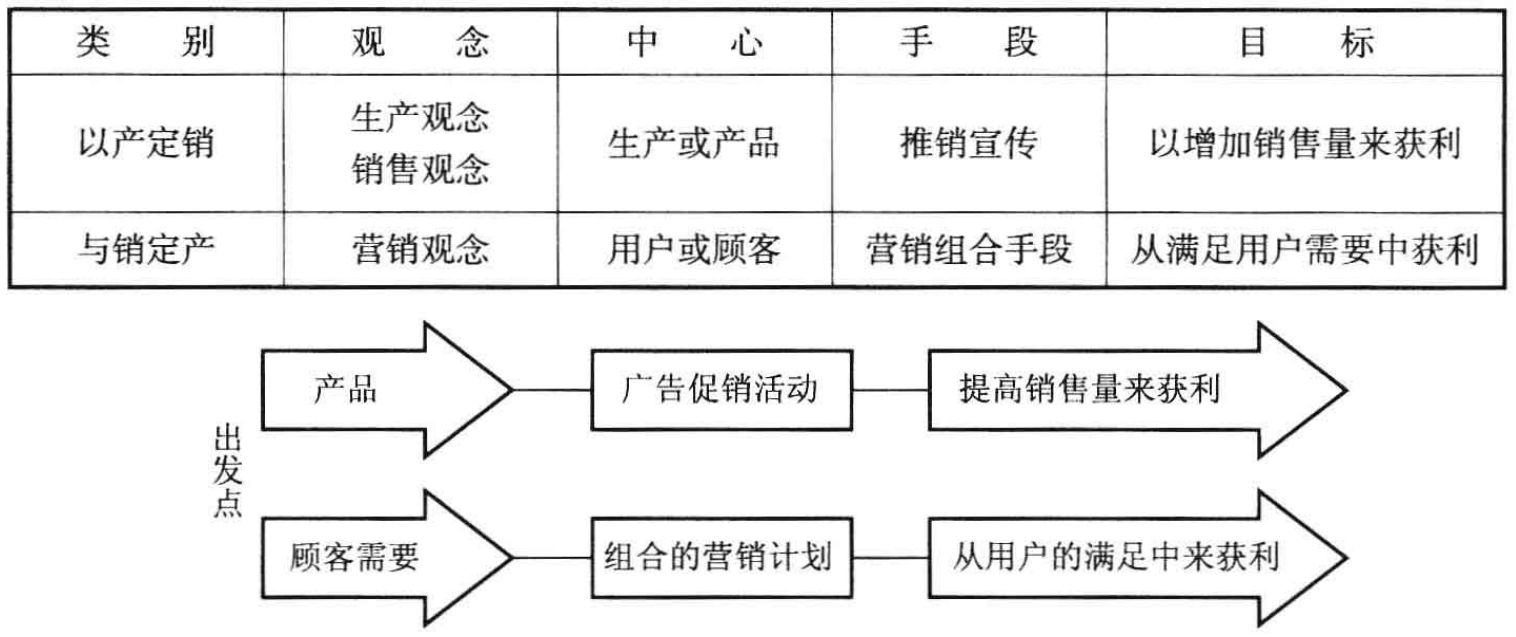 类 别 观 念 中 心 手 段 目 标
以产定销 生产观念 销售观念 生产或产品 推销宣传 以增加销售量来获利
与销定产 营销观念 用户或顾客 营销组合手段 从满足用户需要中获利
出发点
产品 广告促销活动 提高销售量来获利
顾客需要 组合的营销计划 从用户的满足中来获利